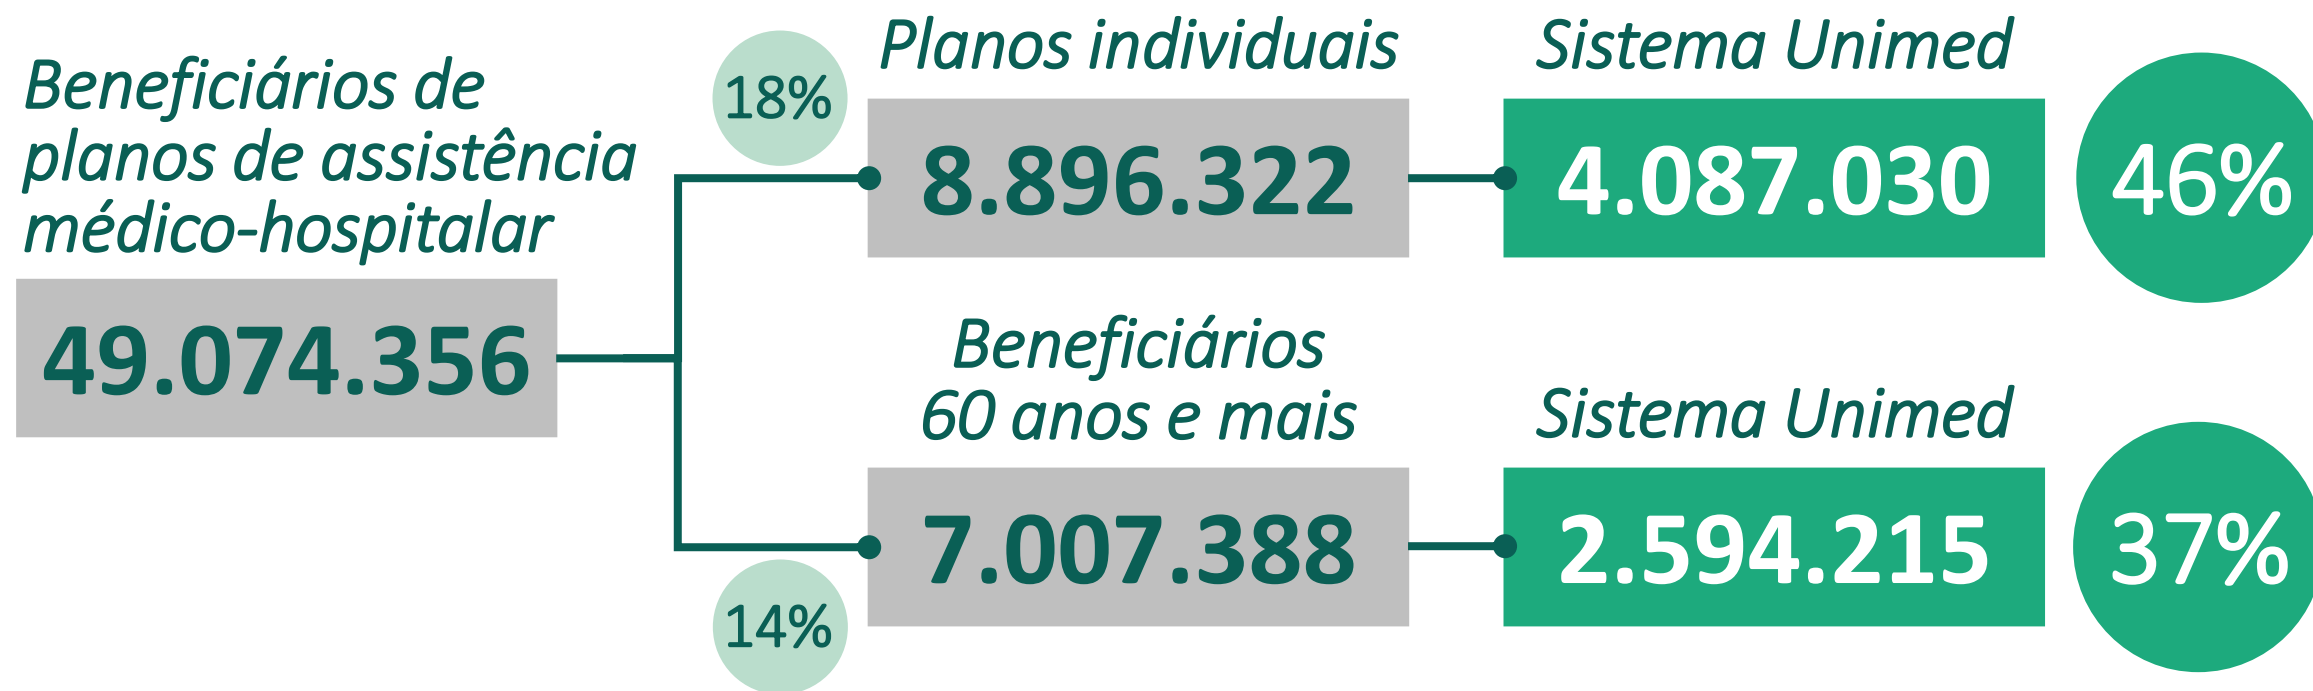 Beneficiários de
planos de assistência
médico-hospitalar
49.074.356
18%
Planos individuais
8.896.322
Sistema Unimed
4.087.030
46%
14%
Beneficiários
60 anos e mais
7.007.388
Sistema Unimed
2.594.215
37%